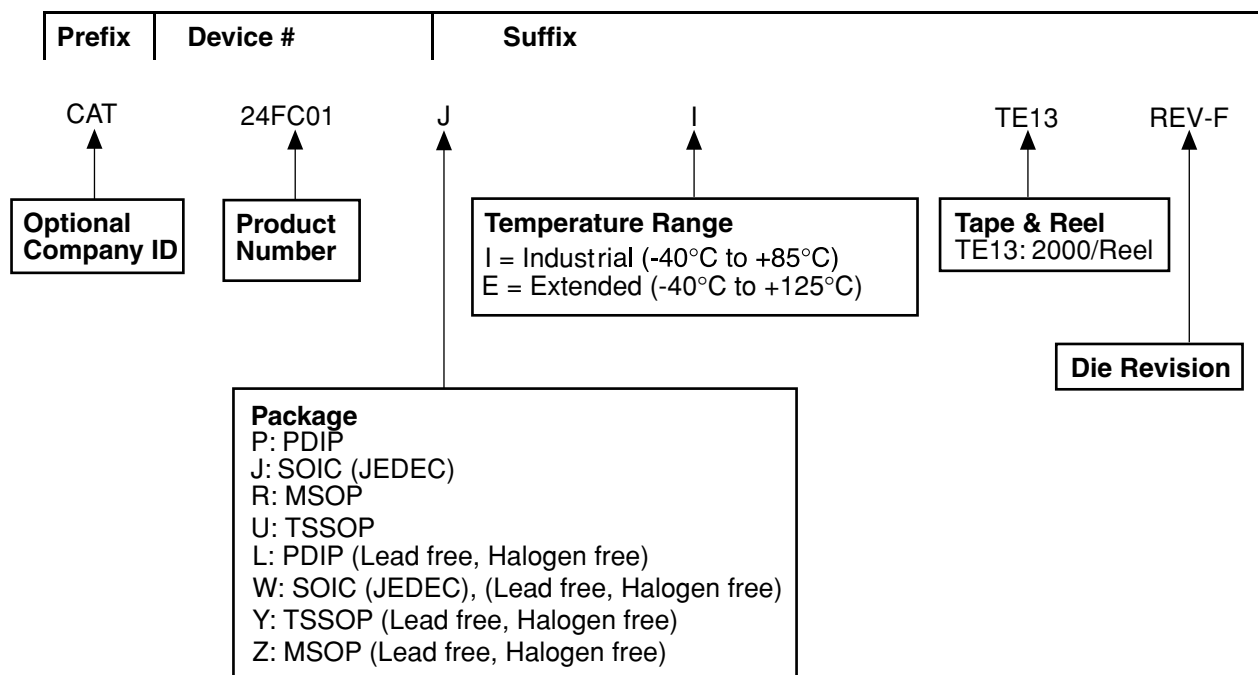 Prefix Device # Suffix
CAT 24FC01 J I TE13 REV-F
Optional
Company ID
Product
Number
Temperature Range
I = Industrial (-40°C to +85°C)
E = Extended (-40°C to +125°C)
Tape & Reel
TE13: 2000/Reel
Die Revision
Package
P: PDIP
J: SOIC (JEDEC)
R: MSOP
U: TSSOP
L: PDIP (Lead free, Halogen free)
W: SOIC (JEDEC), (Lead free, Halogen free)
Y: TSSOP (Lead free, Halogen free)
Z: MSOP (Lead free, Halogen free)